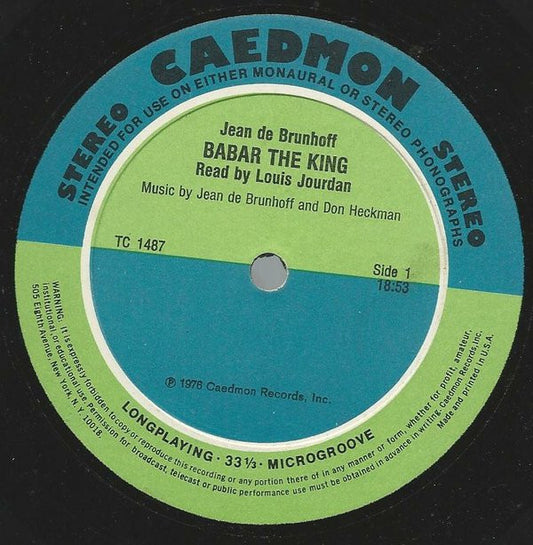 CAEDMON
STEREO
INTENDED FOR USE ON EITHER MONAURAL OR STEREO PHONOGRAPHS
STEREO
Jean de Brunhoff
BABAR THE KING
Read by Louis Jourdan
Music by Jean de Brunhoff and Don Heckman
TC 1487
Side 1
18:53
℗ 1976 Caedmon Records, Inc.
LONGPLAYING · 33 1/3 · MICROGROOVE
WARNING: It is expressly forbidden to copy or reproduce this recording or any portion there of in any manner or form, whether for profit, amateur,
institutional, or educational use. Permission for broadcast, telecast or public performance use must be obtained in advance in writing. Caedmon Records, Inc.
505 Eighth Avenue, New York, N.Y. 10018.
Made and printed in U.S.A.